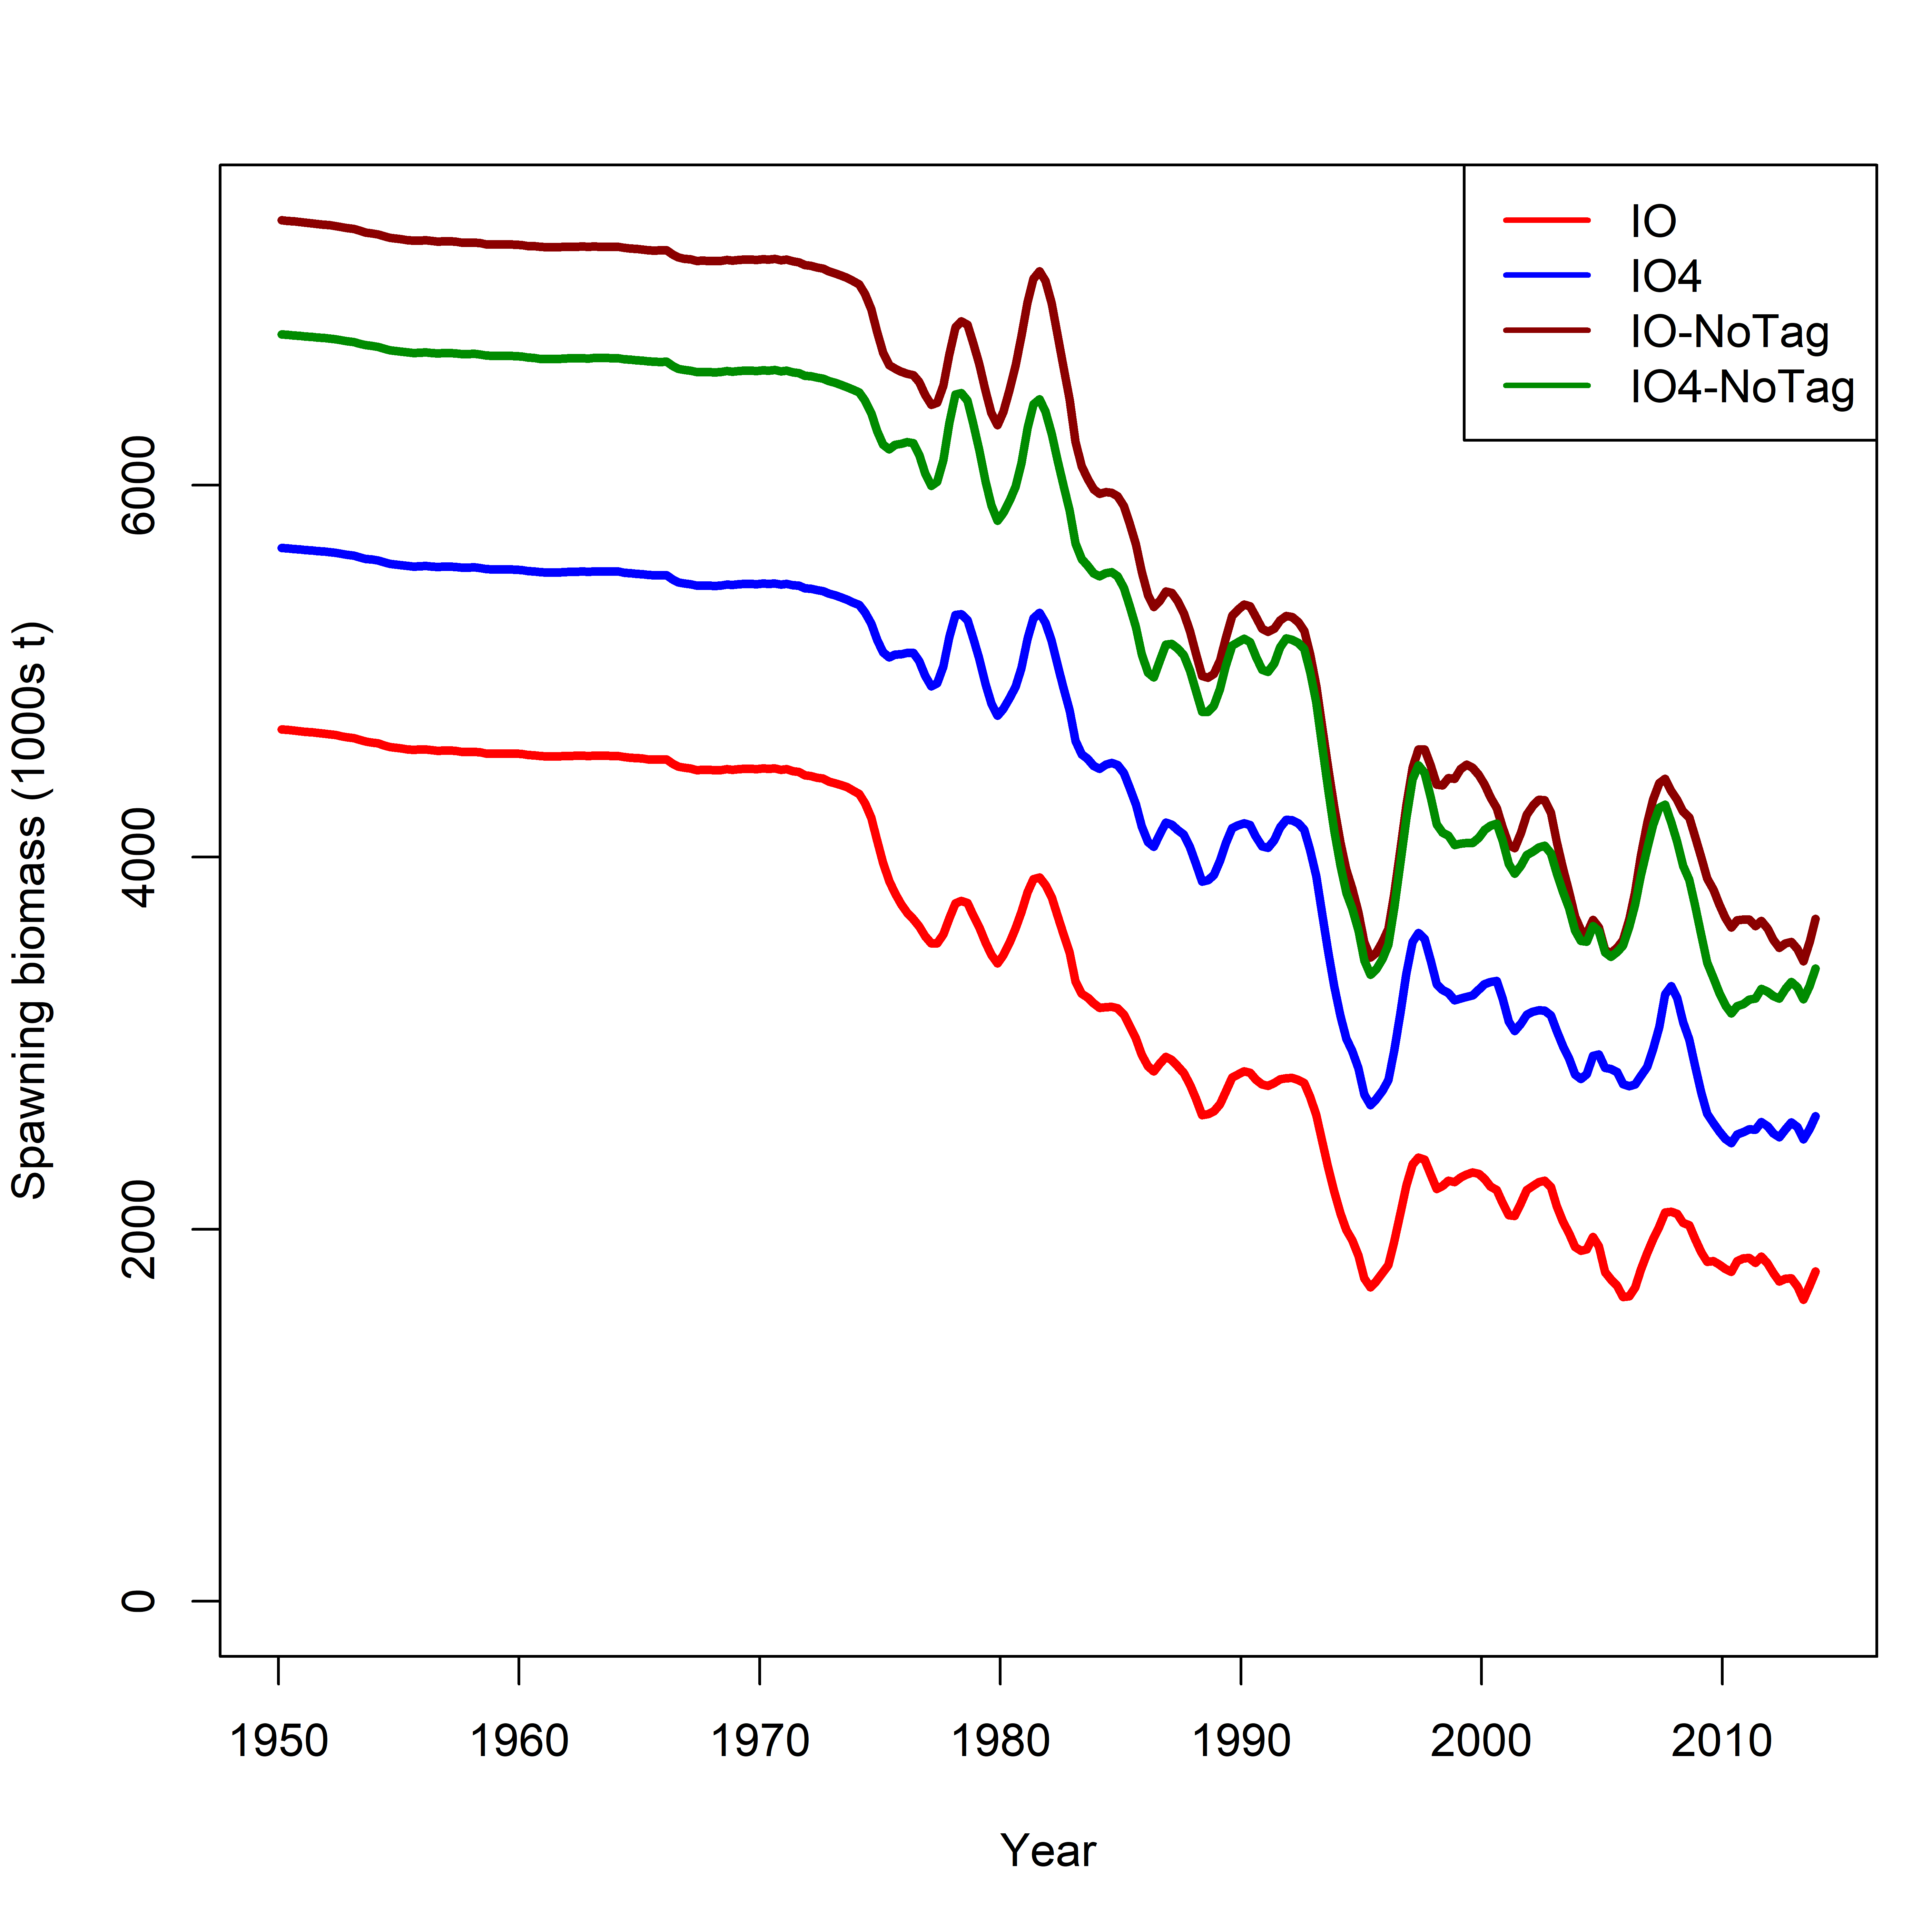 IO
IO4
IO-NoTag
IO4-NoTag
Spawning biomass (1000s t)
6000
4000
2000
0
1950 1960 1970 1980 1990 2000 2010
Year